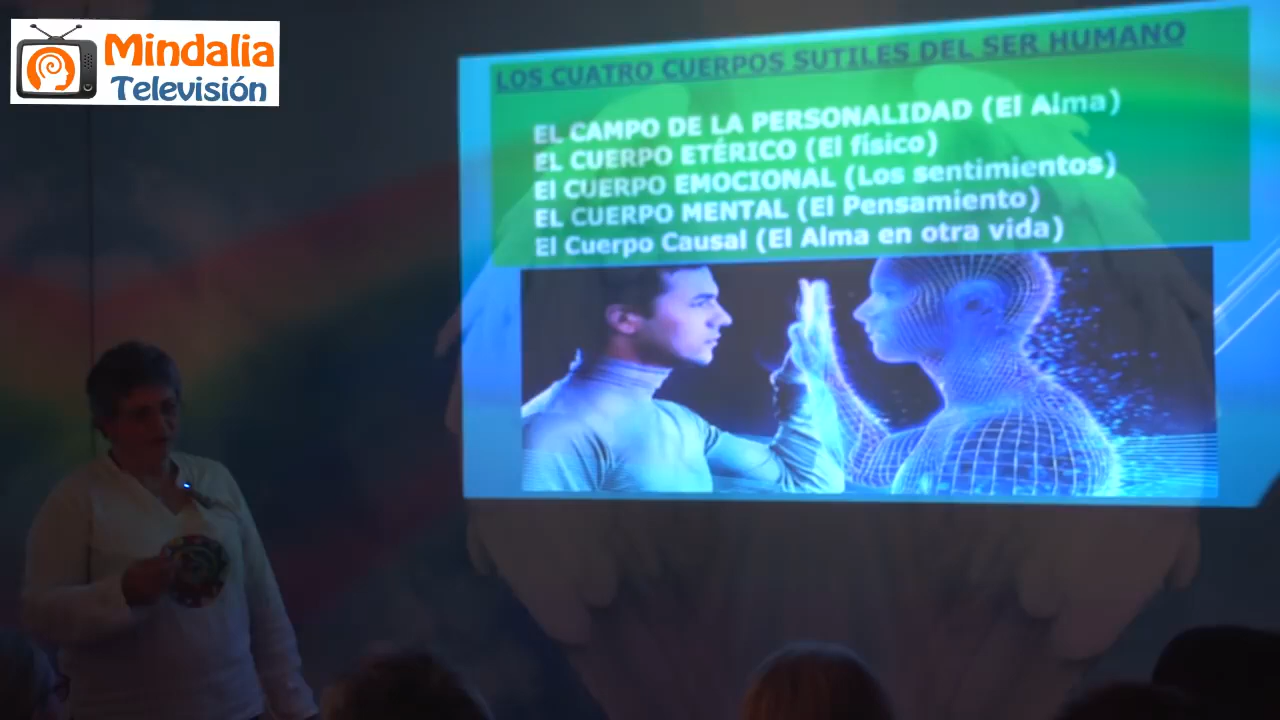 Mindalia
Televisión
LOS CUATRO CUERPOS SUTILES DEL SER HUMANO
EL CAMPO DE LA PERSONALIDAD (El Alma)
EL CUERPO ETÉRICO (El físico)
El CUERPO EMOCIONAL (Los sentimientos)
EL CUERPO MENTAL (El Pensamiento)
El Cuerpo Causal (El Alma en otra vida)